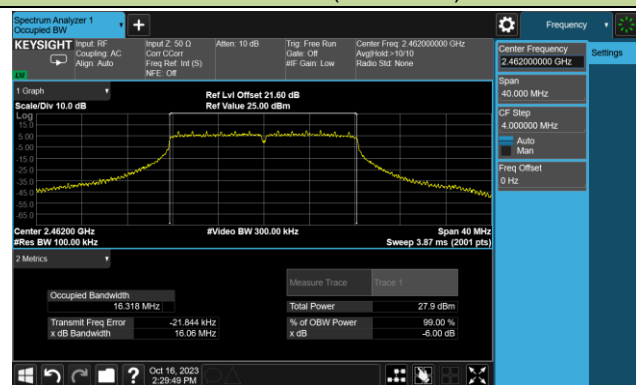 Spectrum Analyzer 1
Occupied BW
+
Frequency
KEYSIGHT
Input: RF
Coupling: AC
Align: Auto
Input Z: 50 Ω
Corr CCorr
Freq Ref: Int (S)
NFE: Off
Atten: 10 dB
Trig: Free Run
Gate: Off
#IF Gain: Low
Center Freq: 2.462000000 GHz
Avg|Hold:>10/10
Radio Std: None
Center Frequency
2.462000000 GHz
Settings
Span
40.000 MHz
CF Step
4.000000 MHz
Auto
Man
Freq Offset
0 Hz
LW
1 Graph
Scale/Div 10.0 dB
Ref Lvl Offset 21.60 dB
Ref Value 25.00 dBm
Log
15.0
5.00
-5.00
-15.0
-25.0
-35.0
-45.0
-55.0
-65.0
Center 2.46200 GHz
#Res BW 100.00 kHz
#Video BW 300.00 kHz
Span 40 MHz
Sweep 3.87 ms (2001 pts)
2 Metrics
Measure Trace
Trace 1
Occupied Bandwidth
16.318 MHz
Total Power
27.9 dBm
Transmit Freq Error
-21.844 kHz
% of OBW Power
99.00 %
x dB Bandwidth
16.06 MHz
x dB
-6.00 dB
?
Oct 16, 2023
2:29:49 PM